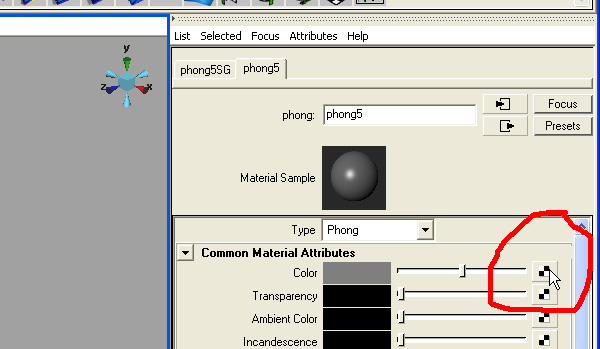 List Selected Focus Attributes Help
y
z x
phong5SG phong5
phong: phong5
Focus
Presets
Material Sample
Type Phong
Common Material Attributes
Color
Transparency
Ambient Color
Incandescence